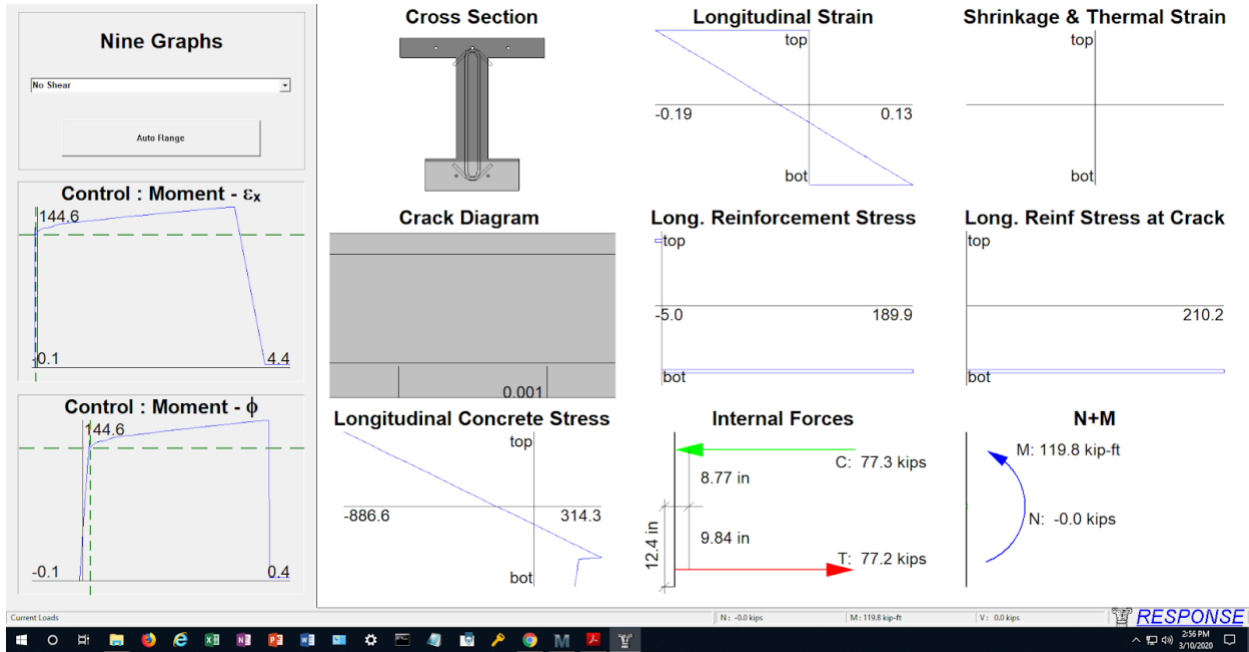 Nine Graphs
No Shear
Auto Range
Control : Moment - εx
144.6
-0.1
4.4
Control : Moment - ϕ
144.6
-0.1
0.4
Cross Section
Crack Diagram
0.001
Longitudinal Concrete Stress
top
-886.6
314.3
bot
Longitudinal Strain
top
-0.19
0.13
bot
Long. Reinforcement Stress
top
-5.0
189.9
bot
Internal Forces
C: 77.3 kips
8.77 in
12.4 in
9.84 in
T: 77.2 kips
Shrinkage & Thermal Strain
top
bot
Long. Reinf Stress at Crack
top
210.2
bot
N+M
M: 119.8 kip-ft
N: -0.0 kips
Current Loads
N: -0.0 kips
M: 119.8 kip-ft
V: 0.0 kips
RESPONSE
2:56 PM
3/10/2020